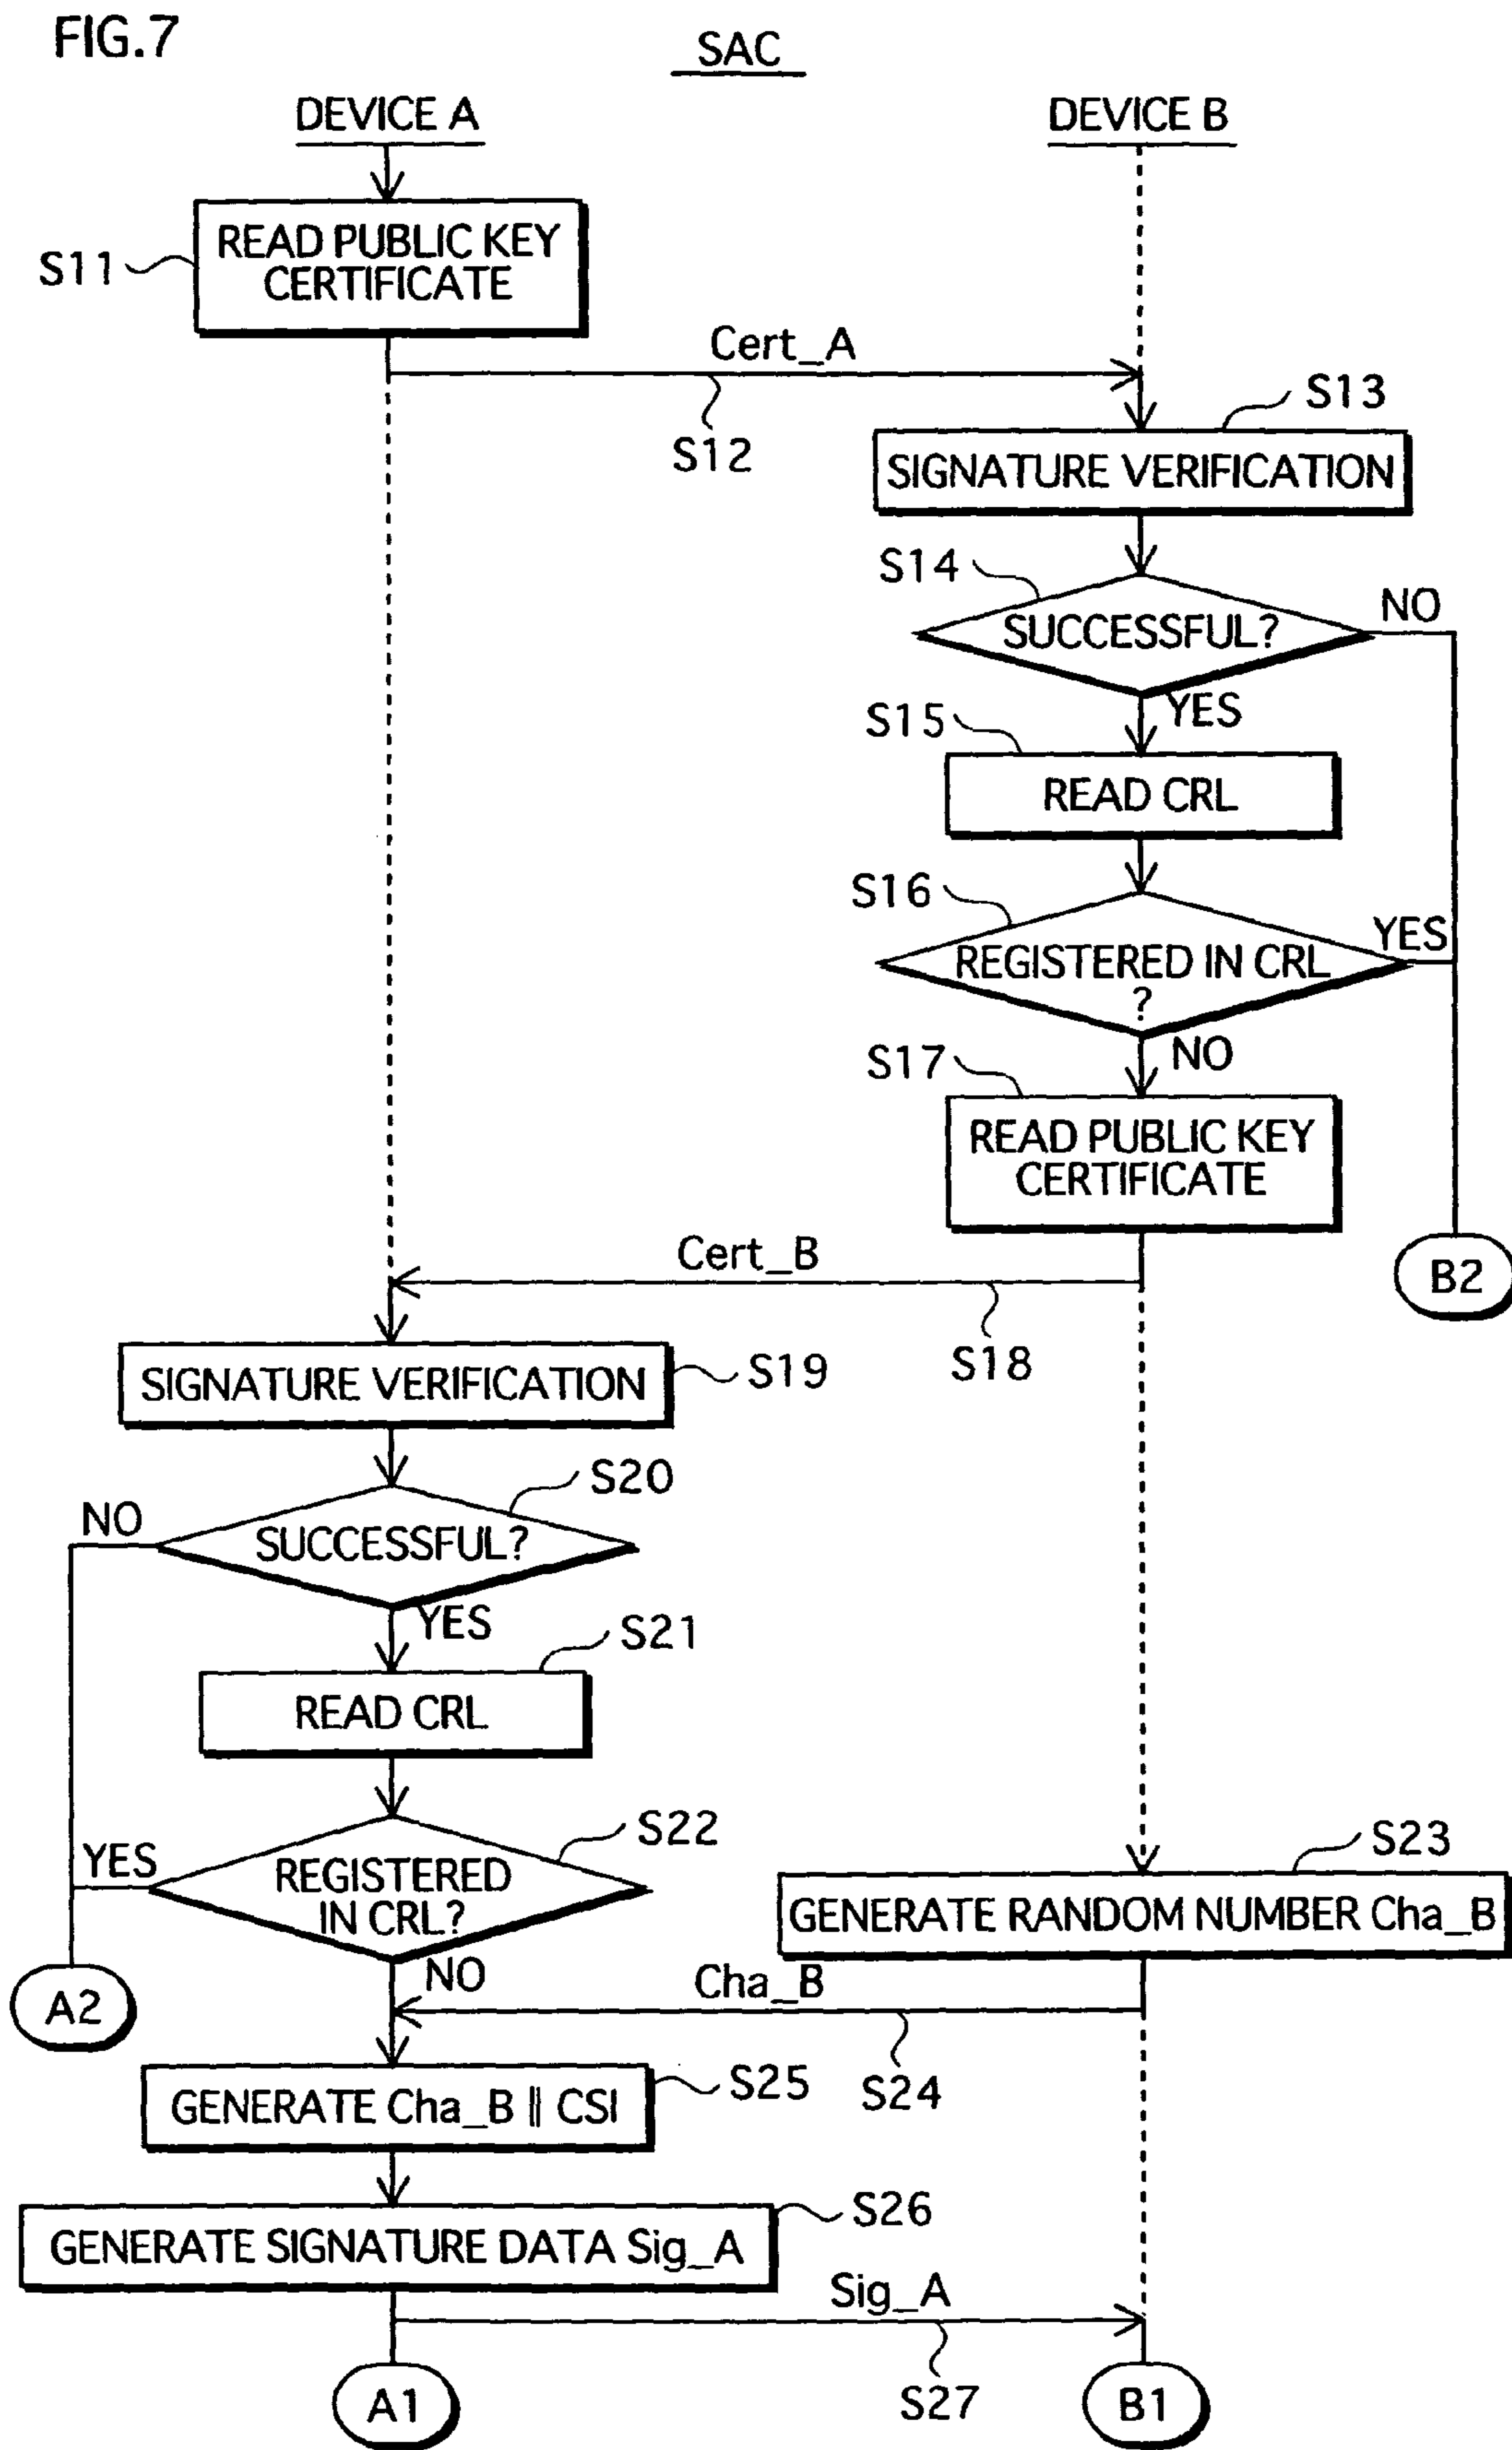 FIG.7
SAC
DEVICE A
DEVICE B
S11
READ PUBLIC KEY
CERTIFICATE
Cert_A
S12
S13
SIGNATURE VERIFICATION
S14
SUCCESSFUL?
NO
YES
S15
READ CRL
S16
REGISTERED IN CRL
?
YES
NO
S17
READ PUBLIC KEY
CERTIFICATE
Cert_B
S18
B2
SIGNATURE VERIFICATION
S19
S20
NO
SUCCESSFUL?
YES
S21
READ CRL
S22
YES
REGISTERED
IN CRL?
NO
A2
S23
GENERATE RANDOM NUMBER Cha_B
Cha_B
S24
GENERATE Cha_B || CSI
S25
S26
GENERATE SIGNATURE DATA Sig_A
Sig_A
S27
A1
B1